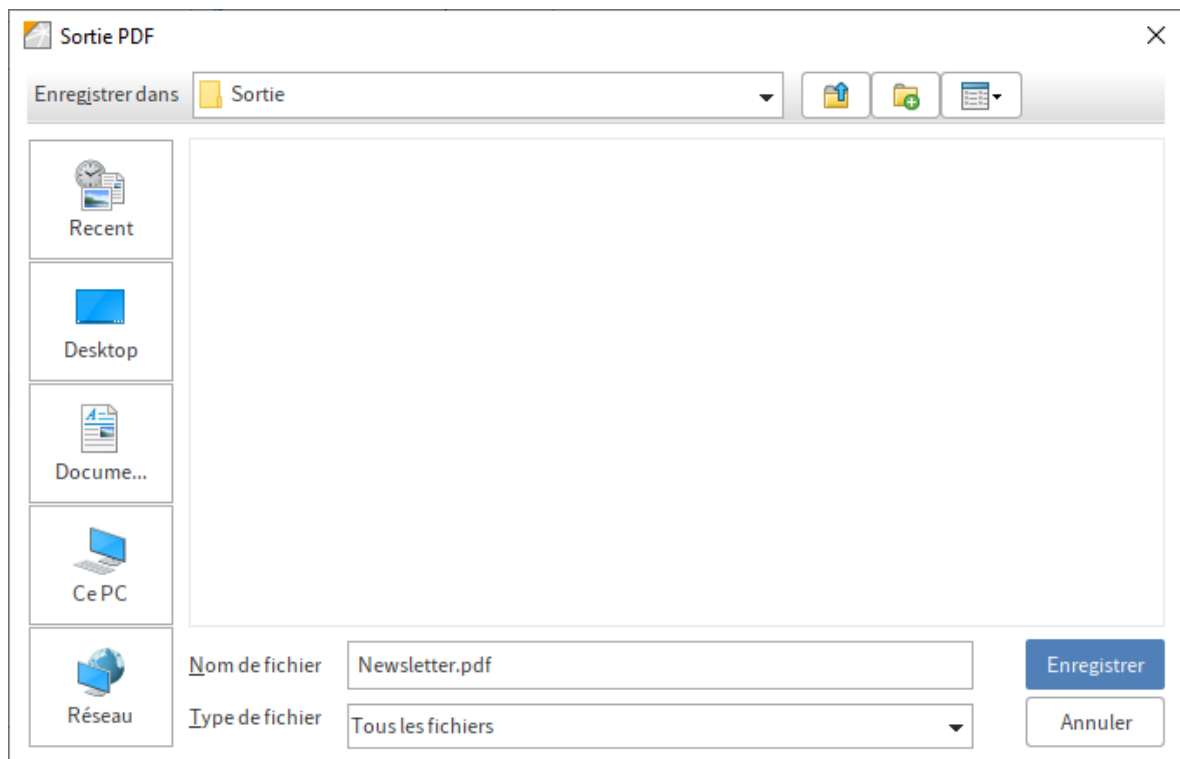 Sortie PDF
Enregistrer dans
Sortie
Recent
Desktop
Docume...
Ce PC
Réseau
Nom de fichier
Newsletter.pdf
Enregistrer
Type de fichier
Tous les fichiers
Annuler